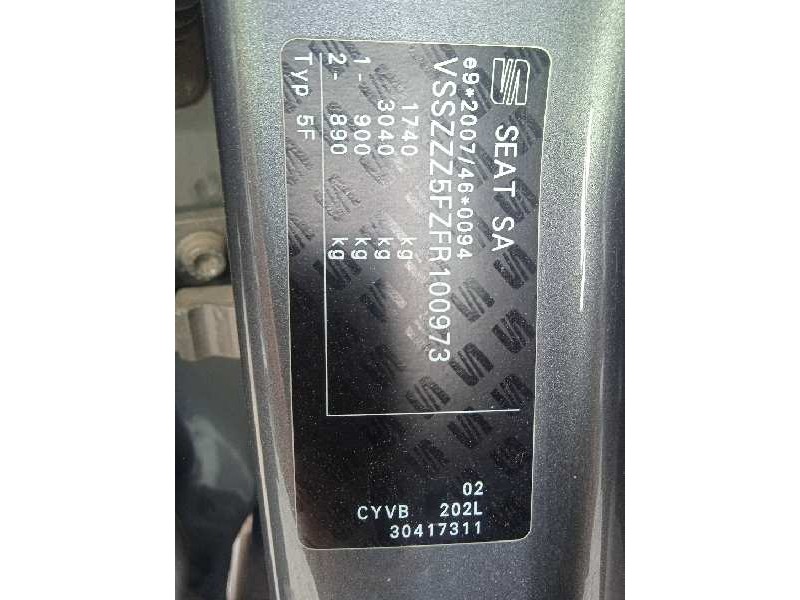 SEAT SA
e9*2007/46*0094
VSSZZZ5FZFR100973
1740 kg
3040 kg
1- 900 kg
2- 890 kg
Typ 5F
02
CYVB 202L
30417311